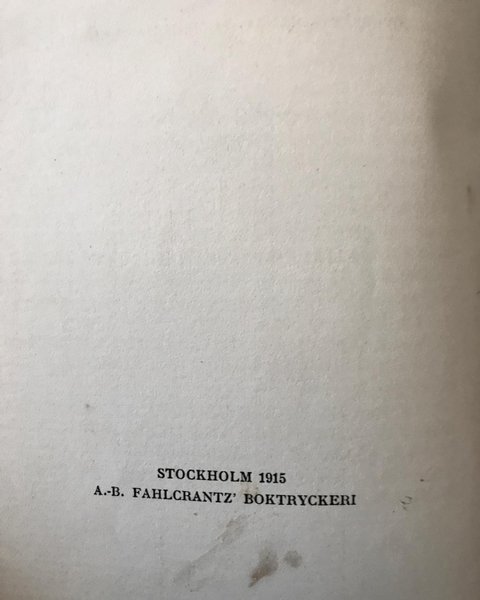 STOCKHOLM 1915
A.-B. FAHLCRANTZ' BOKTRYCKERI